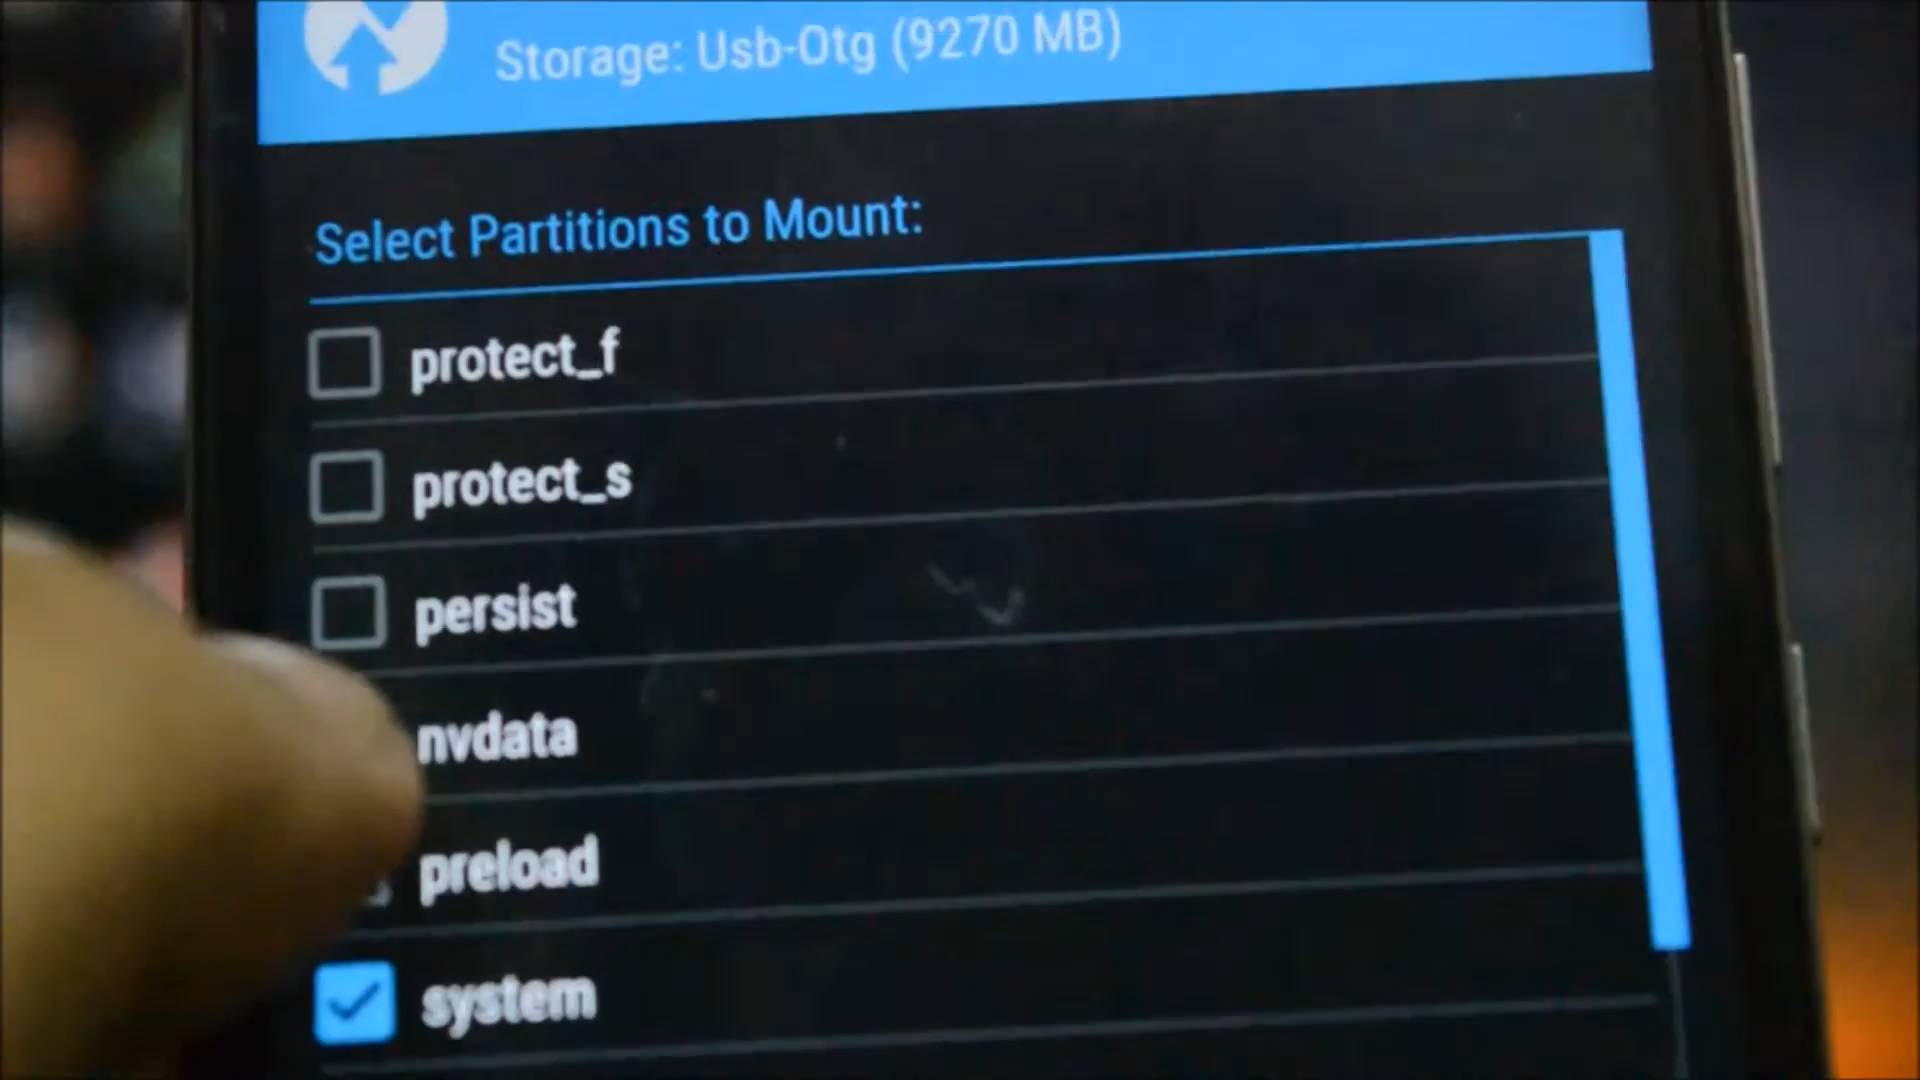 Storage: Usb-Otg (9270 MB)
Select Partitions to Mount:
protect_f
protect_s
persist
nvdata
preload
system